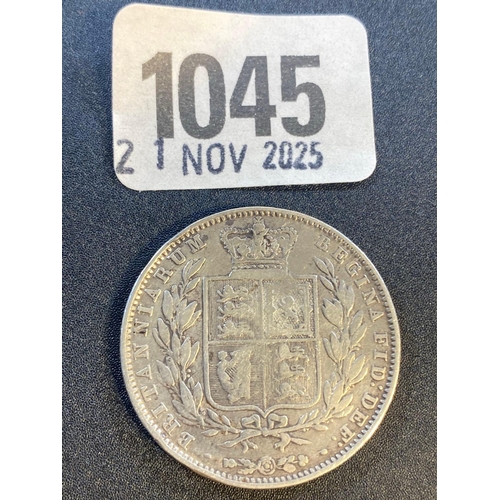 1045
21 NOV 2025
BRITANNIARUM REGINA FID: DEF: